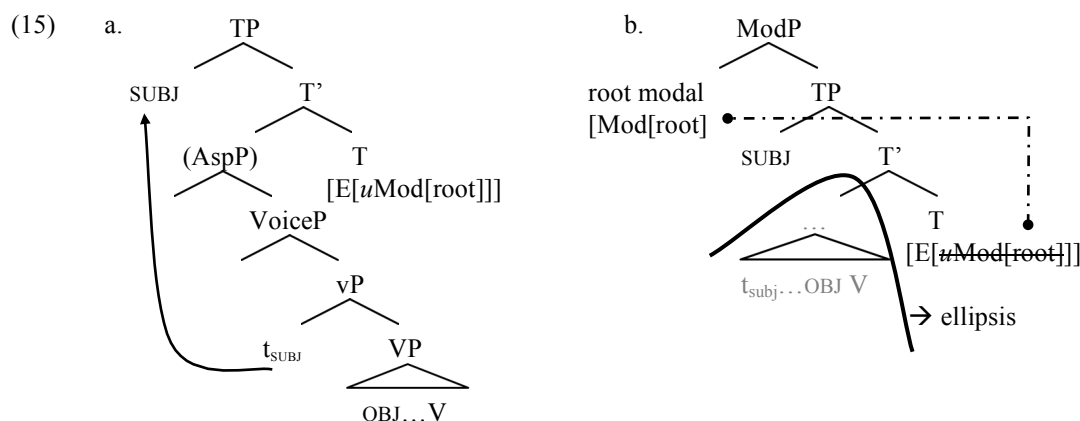 (15) a. TP b. ModP
SUBJ T’ root modal TP
[Mod[root]
(AspP) T SUBJ T’
[E[uMod[root]]]
VoiceP T
… [E[uMod[root]]]
vP t_subj…OBJ V
→ ellipsis
t_SUBJ VP
OBJ…V